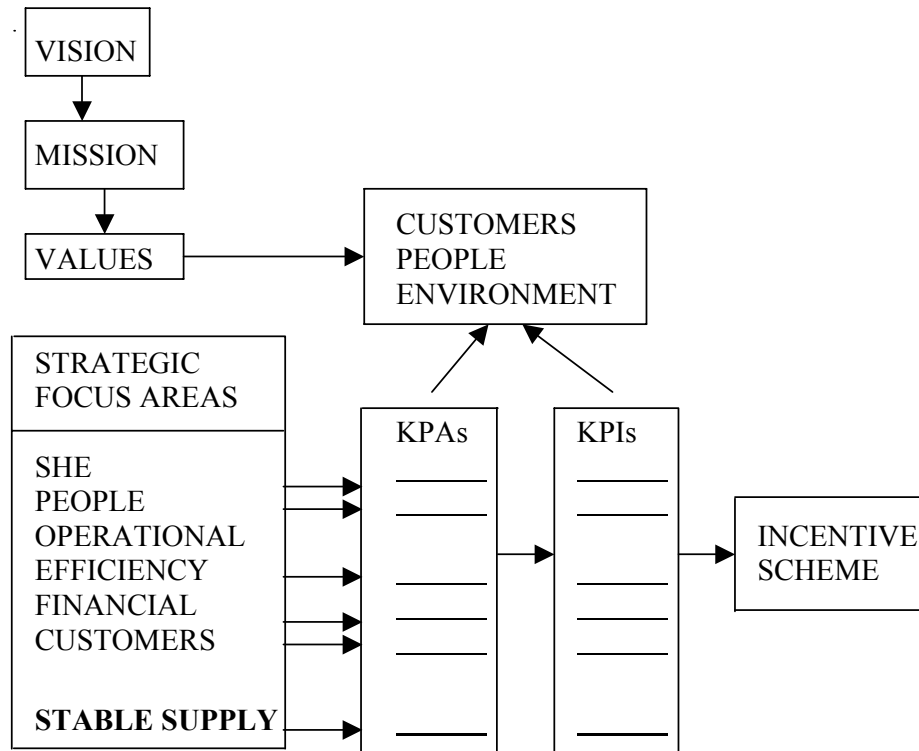 VISION
MISSION
VALUES
CUSTOMERS
PEOPLE
ENVIRONMENT
STRATEGIC
FOCUS AREAS
SHE
PEOPLE
OPERATIONAL
EFFICIENCY
FINANCIAL
CUSTOMERS
STABLE SUPPLY
KPAs
KPIs
INCENTIVE
SCHEME